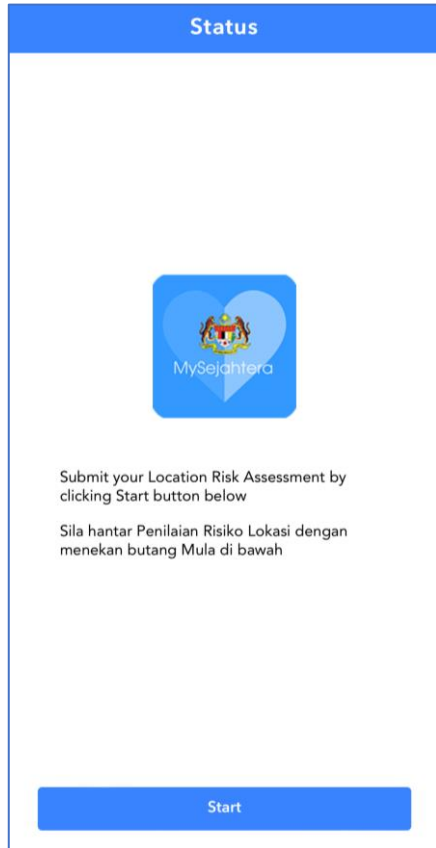 Status
MySejahtera
Submit your Location Risk Assessment by
clicking Start button below
Sila hantar Penilaian Risiko Lokasi dengan
menekan butang Mula di bawah
Start